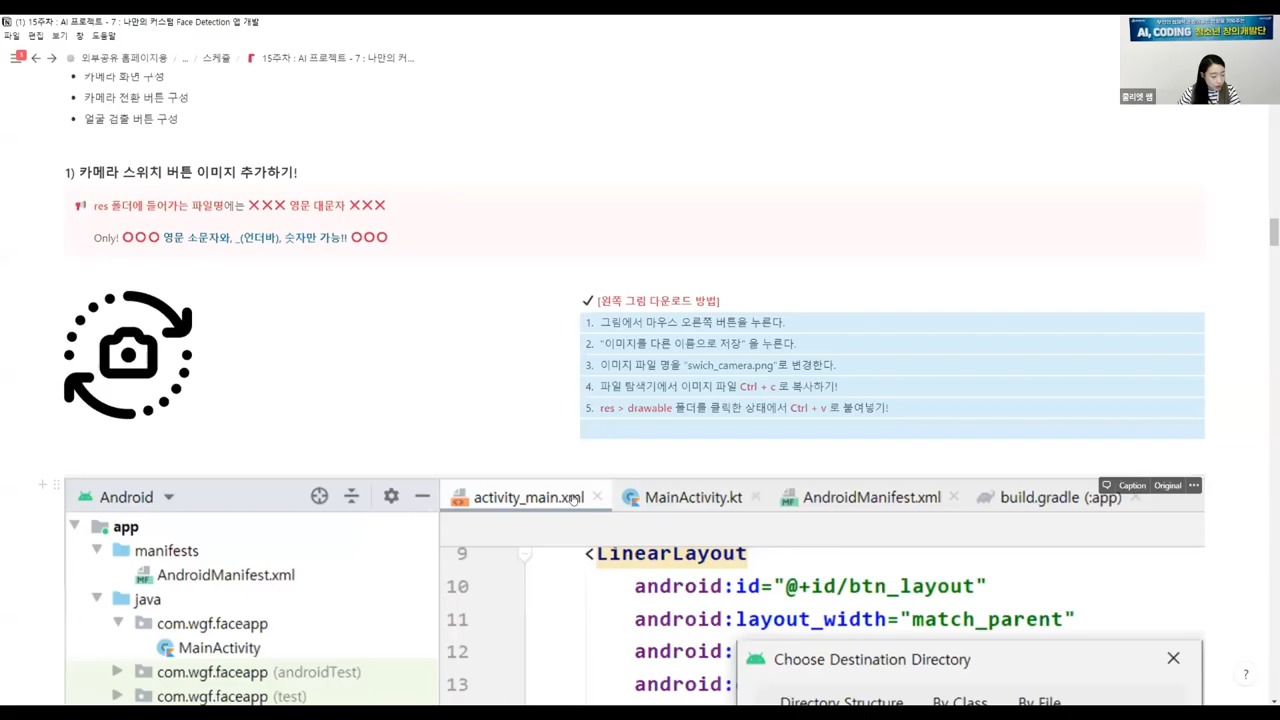 (1) 15주차 : AI 프로젝트 - 7 : 나만의 커스텀 Face Detection 앱 개발
파일 편집 보기 창 도움말
외부공유 홈페이지용 / ... / 스케줄 / 15주차 : AI 프로젝트 - 7 : 나만의 커...
AI, CODING 청소년 창의개발단
줄리엣 쌤
카메라 화면 구성
카메라 전환 버튼 구성
얼굴 검출 버튼 구성
1) 카메라 스위치 버튼 이미지 추가하기!
res 폴더에 들어가는 파일명에는 ❌❌❌ 영문 대문자 ❌❌❌
Only! ⭕⭕⭕ 영문 소문자와, _(언더바), 숫자만 가능!! ⭕⭕⭕
✔ [왼쪽 그림 다운로드 방법]
1. 그림에서 마우스 오른쪽 버튼을 누른다.
2. "이미지를 다른 이름으로 저장" 을 누른다.
3. 이미지 파일 명을 "swich_camera.png"로 변경한다.
4. 파일 탐색기에서 이미지 파일 Ctrl + c 로 복사하기!
5. res > drawable 폴더를 클릭한 상태에서 Ctrl + v 로 붙여넣기!
Caption Original
Android
activity_main.xml MainActivity.kt AndroidManifest.xml build.gradle (:app)
app
manifests
AndroidManifest.xml
java
com.wgf.faceapp
MainActivity
com.wgf.faceapp (androidTest)
com.wgf.faceapp (test)
9 <LinearLayout
10 android:id="@+id/btn_layout"
11 android:layout_width="match_parent"
12 android:
13 android:
Choose Destination Directory
Directory Structure By Class By File
?